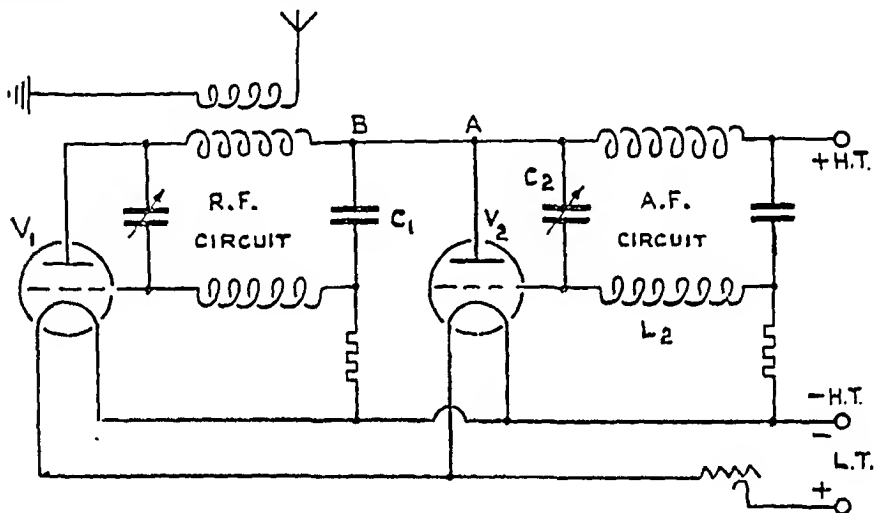 B
A
+ H.T.
C2
V1
R.F.
CIRCUIT
C1
V2
A.F.
CIRCUIT
L2
- H.T.
-
L.T.
+